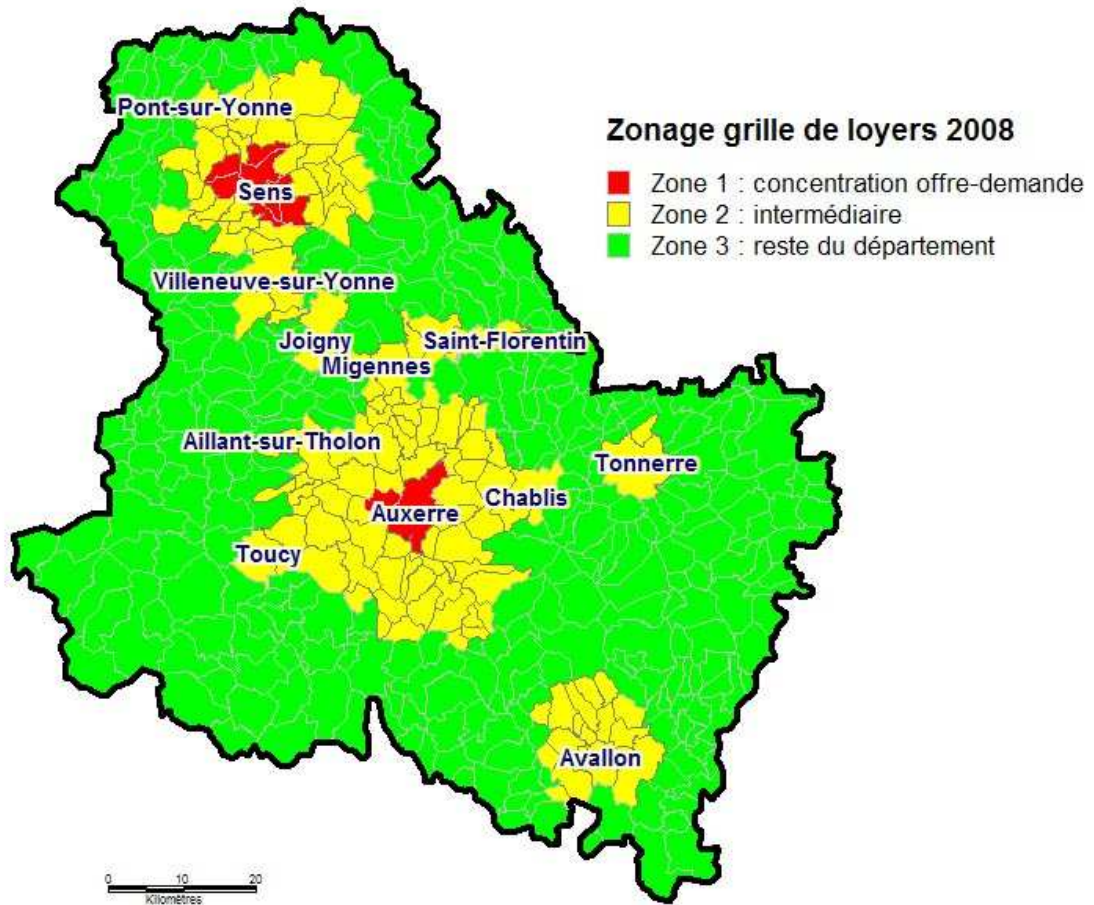 Pont-sur-Yonne
Sens
Villeneuve-sur-Yonne
Joigny
Saint-Florentin
Migennes
Aillant-sur-Tholon
Tonnerre
Chablis
Auxerre
Toucy
Avallon
Zonage grille de loyers 2008
Zone 1 : concentration offre-demande
Zone 2 : intermédiaire
Zone 3 : reste du département
0 10 20
Kilomètres